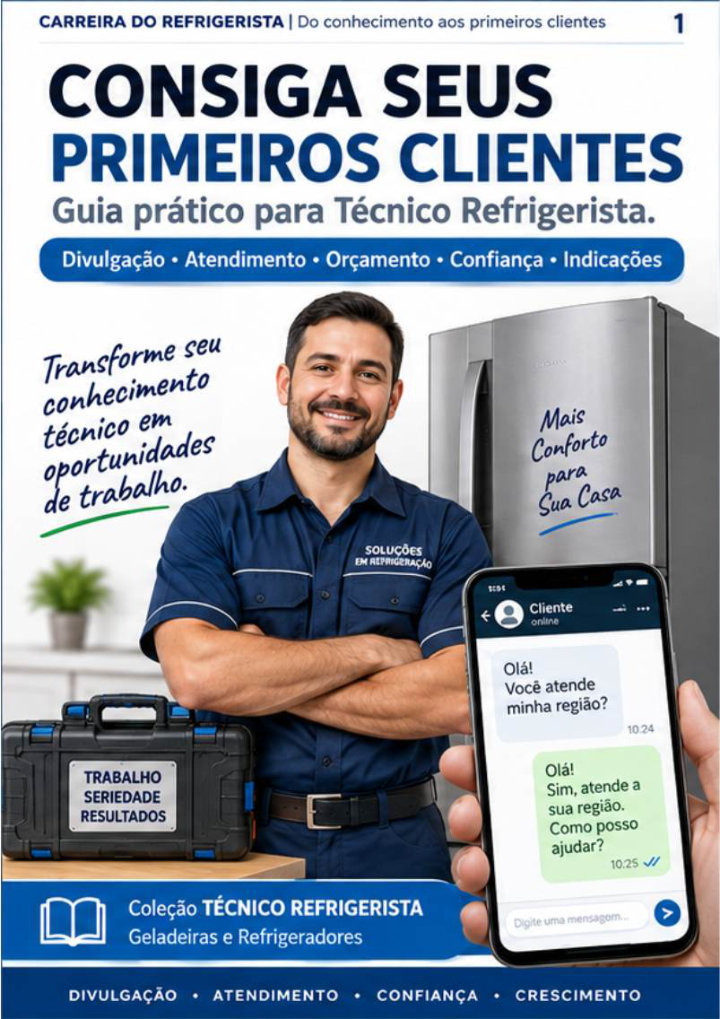 CARREIRA DO REFRIGERISTA | Do conhecimento aos primeiros clientes
1
CONSIGA SEUS
PRIMEIROS CLIENTES
Guia prático para Técnico Refrigerista.
Divulgação • Atendimento • Orçamento • Confiança • Indicações
Transforme seu
conhecimento
técnico em
oportunidades
de trabalho.
Mais
Conforto
para
Sua Casa
SOLUÇÕES
EM REFRIGERAÇÃO
Cliente
online
Olá!
Você atende
minha região?
10.24
Olá!
Sim, atende a
sua região.
Como posso
ajudar?
10:25
Digite uma mensagom...
TRABALHO
SERIEDADE
RESULTADOS
Coleção TÉCNICO REFRIGERISTA
Geladeiras e Refrigeradores
DIVULGAÇÃO • ATENDIMENTO • CONFIANÇA • CRESCIMENTO